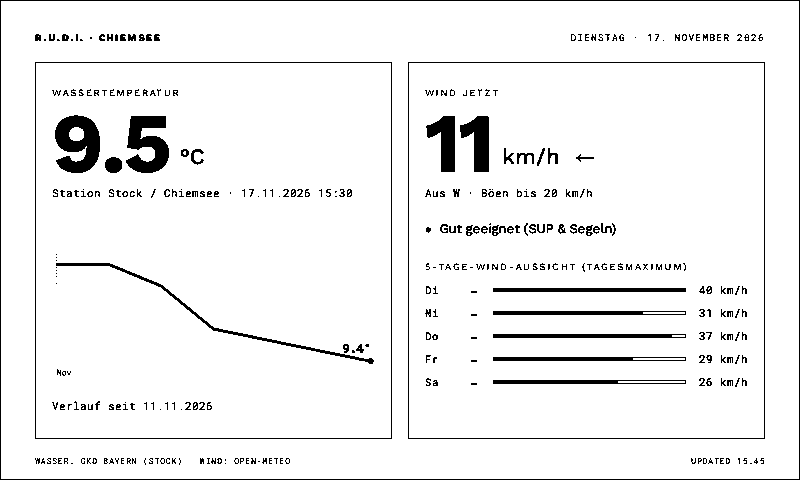 R.U.D.I. · CHIEMSEE
DIENSTAG · 17. NOVEMBER 2026
WASSERTEMPERATUR
9.5 °C
Station Stock / Chiemsee · 17.11.2026 15:30
9.4°
Nov
Verlauf seit 11.11.2026
WIND JETZT
11 km/h ←
Aus W · Böen bis 20 km/h
• Gut geeignet (SUP & Segeln)
5-TAGE-WIND-AUSSICHT (TAGESMAXIMUM)
Di – 40 km/h
Mi – 31 km/h
Do – 37 km/h
Fr – 29 km/h
Sa – 26 km/h
WASSER: GKD BAYERN (STOCK) WIND: OPEN-METEO
UPDATED 15:45